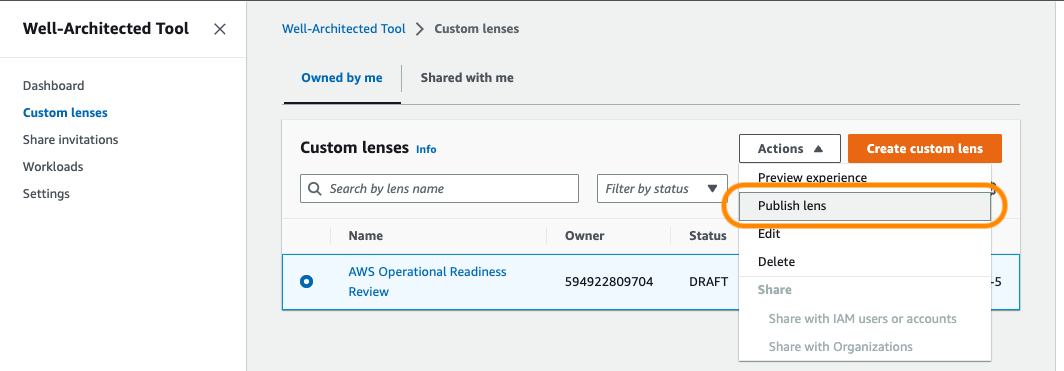 Well-Architected Tool
Dashboard
Custom lenses
Share invitations
Workloads
Settings
Well-Architected Tool > Custom lenses
Owned by me
Shared with me
Custom lenses Info
Actions
Create custom lens
Search by lens name
Filter by status
Preview experience
Publish lens
Edit
Delete
Share
Share with IAM users or accounts
Share with Organizations
Name Owner Status
AWS Operational Readiness
Review
594922809704
DRAFT
-5